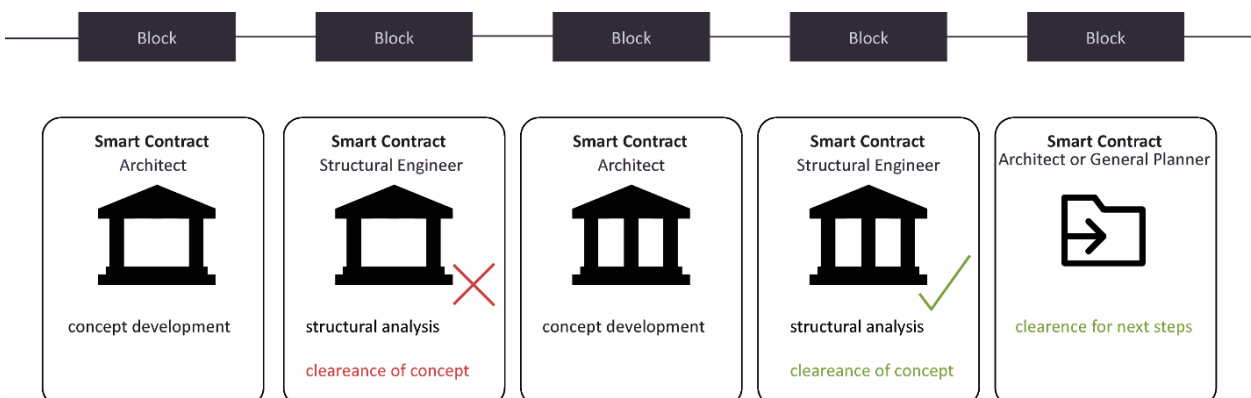 Block
Block
Block
Block
Block
Smart Contract
Architect
concept development
Smart Contract
Structural Engineer
structural analysis
cleareance of concept
Smart Contract
Architect
concept development
Smart Contract
Structural Engineer
structural analysis
cleareance of concept
Smart Contract
Architect or General Planner
clearence for next steps